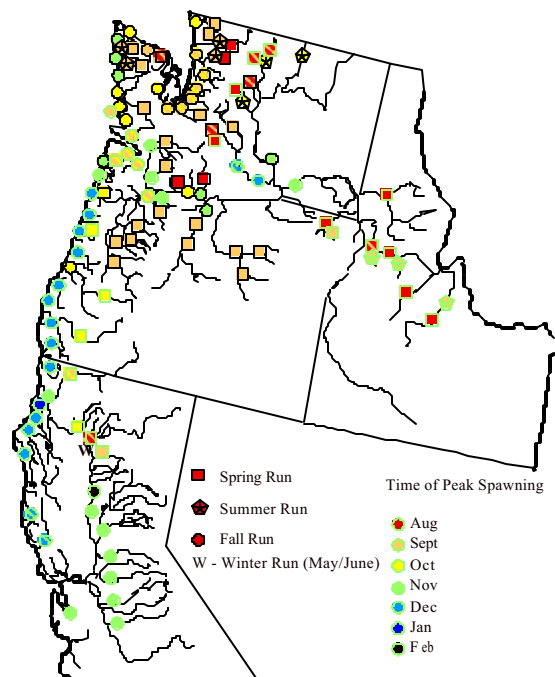 W
Spring Run
Summer Run
Fall Run
W - Winter Run (May/June)
Time of Peak Spawning
Aug
Sept
Oct
Nov
Dec
Jan
Feb